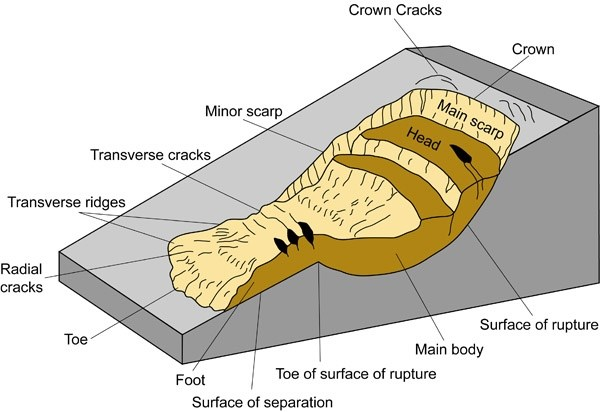 Crown Cracks
Crown
Main scarp
Minor scarp
Head
Transverse cracks
Transverse ridges
Radial
cracks
Toe
Surface of rupture
Main body
Toe of surface of rupture
Foot
Surface of separation